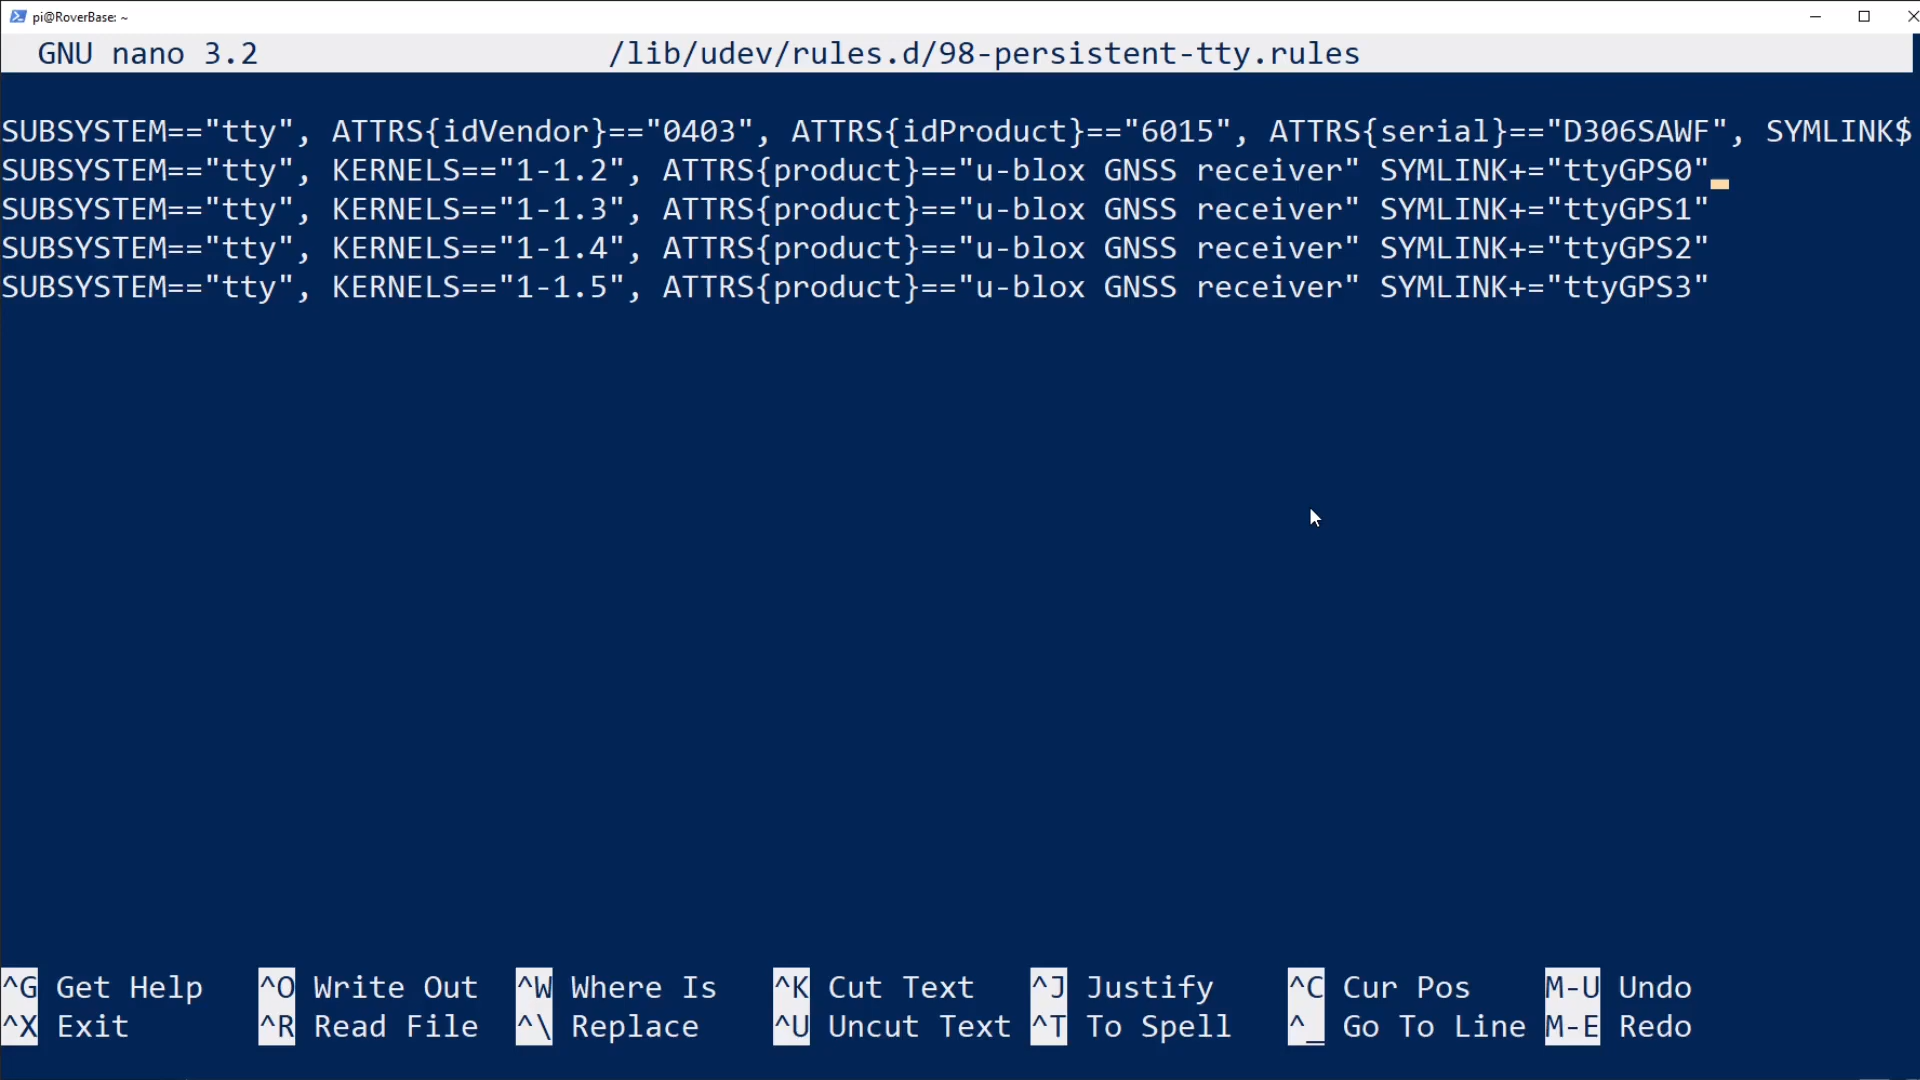 pi@RoverBase: ~
GNU nano 3.2 /lib/udev/rules.d/98-persistent-tty.rules
SUBSYSTEM=="tty", ATTRS{idVendor}=="0403", ATTRS{idProduct}=="6015", ATTRS{serial}=="D306SAWF", SYMLINK$
SUBSYSTEM=="tty", KERNELS=="1-1.2", ATTRS{product}=="u-blox GNSS receiver" SYMLINK+="ttyGPS0"
SUBSYSTEM=="tty", KERNELS=="1-1.3", ATTRS{product}=="u-blox GNSS receiver" SYMLINK+="ttyGPS1"
SUBSYSTEM=="tty", KERNELS=="1-1.4", ATTRS{product}=="u-blox GNSS receiver" SYMLINK+="ttyGPS2"
SUBSYSTEM=="tty", KERNELS=="1-1.5", ATTRS{product}=="u-blox GNSS receiver" SYMLINK+="ttyGPS3"
^G Get Help ^O Write Out ^W Where Is ^K Cut Text ^J Justify ^C Cur Pos M-U Undo
^X Exit ^R Read File ^\ Replace ^U Uncut Text ^T To Spell ^_ Go To Line M-E Redo